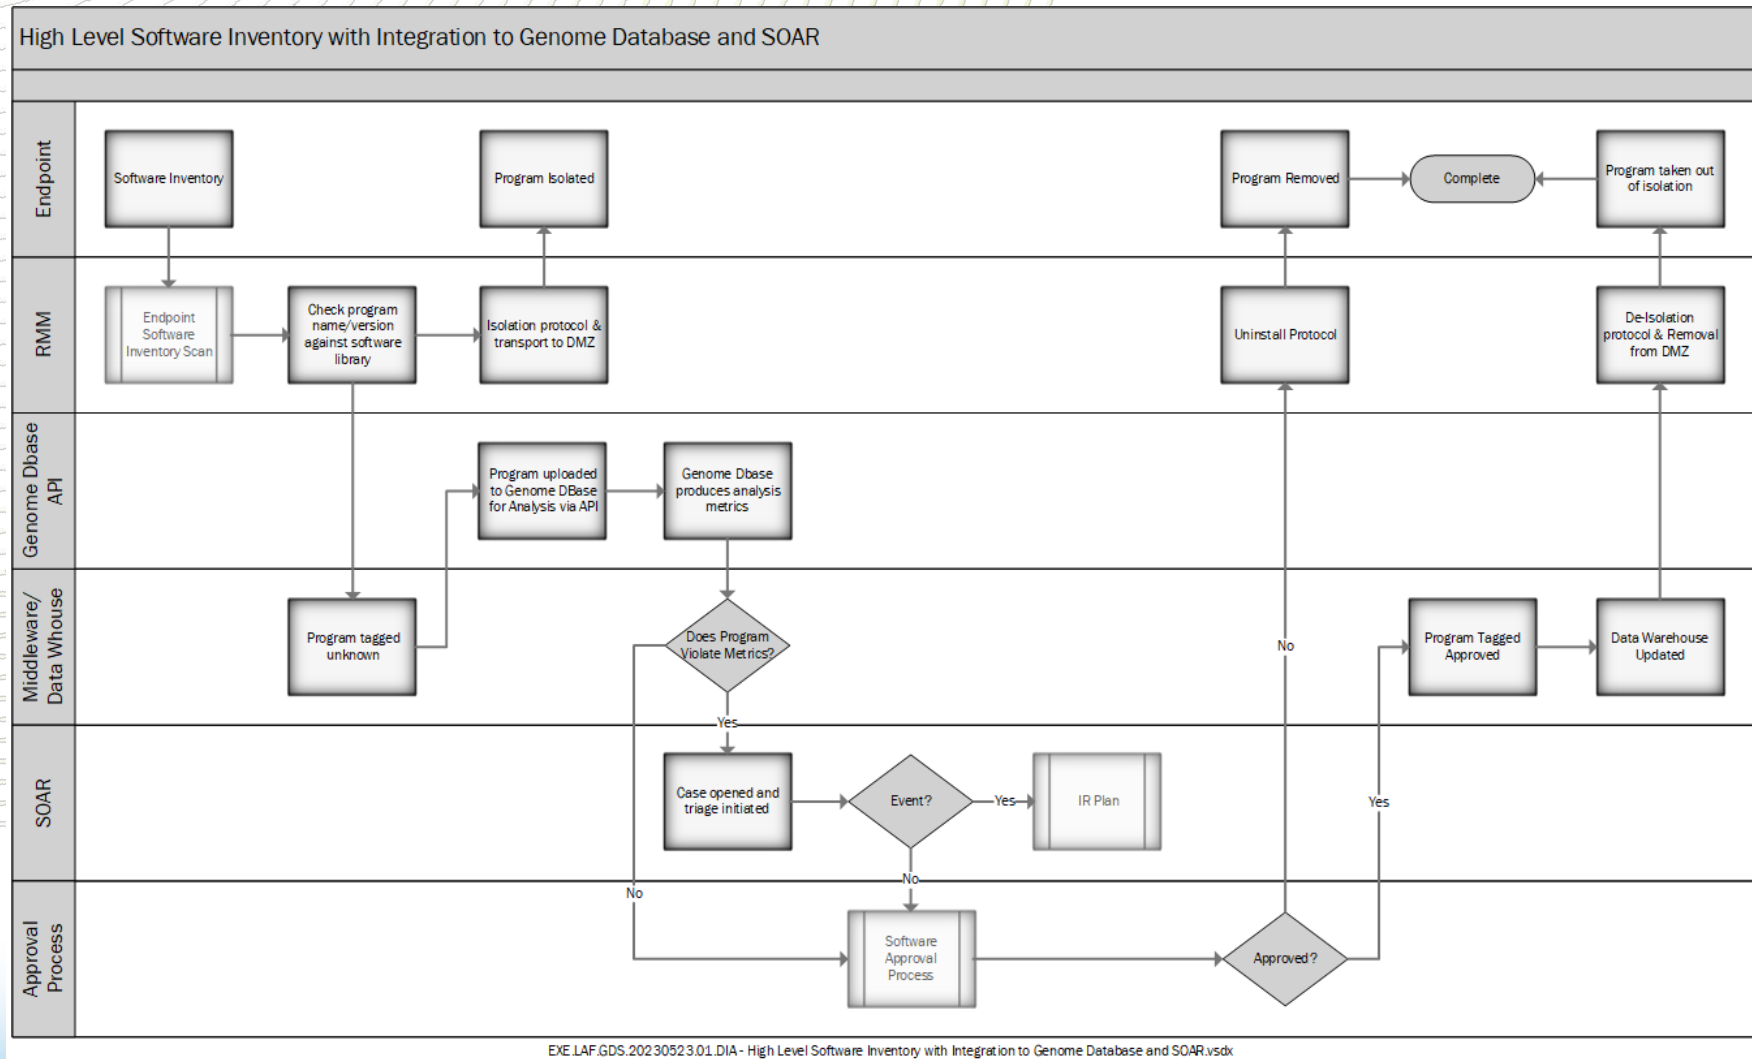 High Level Software Inventory with Integration to Genome Database and SOAR
Endpoint
Software Inventory
Program Isolated
Program Removed
Complete
Program taken out
of isolation
RMM
Endpoint
Software
Inventory Scan
Check program
name/version
against software
library
Isolation protocol &
transport to DMZ
Uninstall Protocol
De-Isolation
protocol & Removal
from DMZ
Genome Dbase
API
Program uploaded
to Genome DBase
for Analysis via API
Genome Dbase
produces analysis
metrics
Middleware/
Data Whouse
Program tagged
unknown
Does Program
Violate Metrics?
No
Program Tagged
Approved
Data Warehouse
Updated
Yes
SOAR
Case opened and
triage initiated
Event?
Yes
IR Plan
Yes
No
No
Approval
Process
Software
Approval
Process
Approved?
EXE.LAF.GDS.20230523.01.DIA - High Level Software Inventory with Integration to Genome Database and SOAR.vsdx